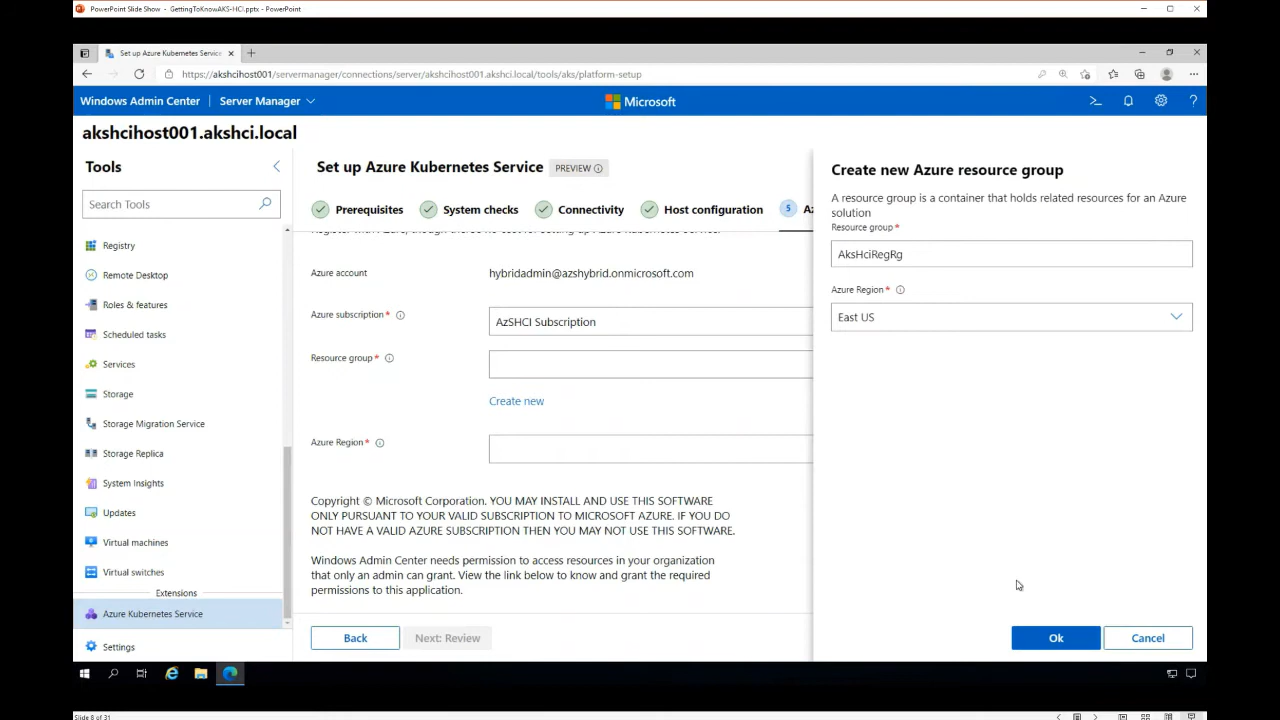 PowerPoint Slide Show - GettingToKnowAKS-HCI.pptx - PowerPoint
Set up Azure Kubernetes Service
https://akshcihost001/servermanager/connections/server/akshcihost001.akshci.local/tools/aks/platform-setup
Windows Admin Center | Server Manager
Microsoft
akshcihost001.akshci.local
Tools
Search Tools
Registry
Remote Desktop
Roles & features
Scheduled tasks
Services
Storage
Storage Migration Service
Storage Replica
System Insights
Updates
Virtual machines
Virtual switches
Extensions
Azure Kubernetes Service
Settings
Set up Azure Kubernetes Service PREVIEW
Prerequisites System checks Connectivity Host configuration 5 Az
Azure account hybridadmin@azshybrid.onmicrosoft.com
Azure subscription * AzSHCI Subscription
Resource group *
Create new
Azure Region *
Copyright © Microsoft Corporation. YOU MAY INSTALL AND USE THIS SOFTWARE
ONLY PURSUANT TO YOUR VALID SUBSCRIPTION TO MICROSOFT AZURE. IF YOU DO
NOT HAVE A VALID AZURE SUBSCRIPTION THEN YOU MAY NOT USE THIS SOFTWARE.
Windows Admin Center needs permission to access resources in your organization
that only an admin can grant. View the link below to know and grant the required
permissions to this application.
Back Next: Review
Create new Azure resource group
A resource group is a container that holds related resources for an Azure
solution
Resource group *
AksHciRegRg
Azure Region *
East US
Ok Cancel
Slide 8 of 31